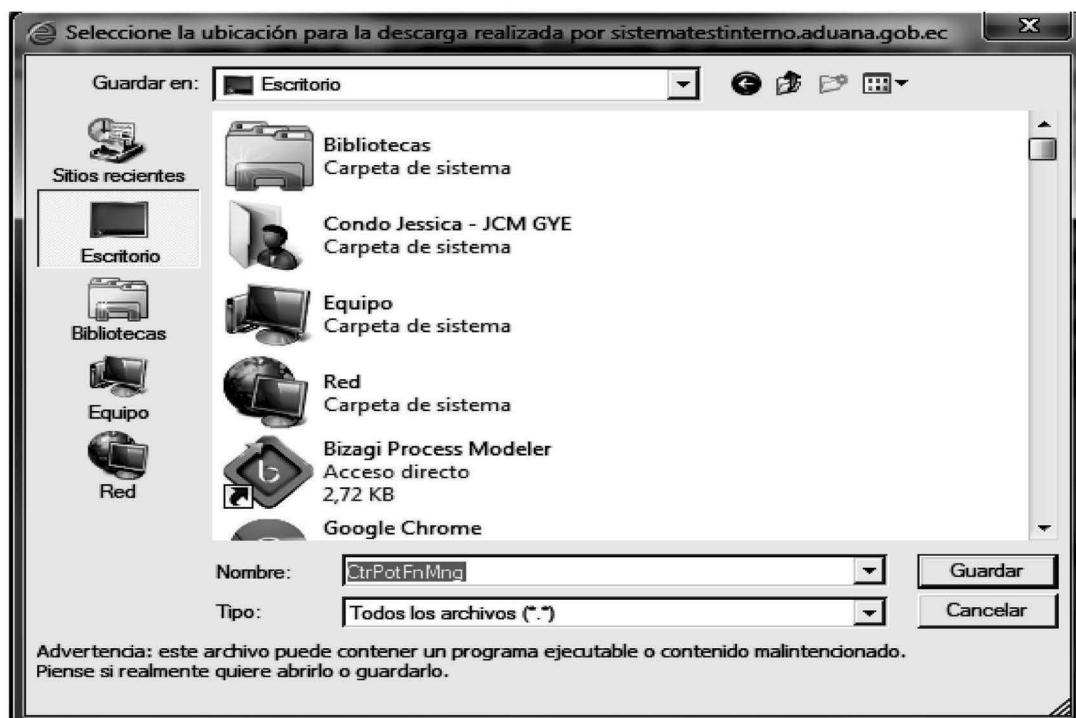 Seleccione la ubicación para la descarga realizada por sistematestinterno.aduana.gob.ec
Guardar en:
Escritorio
Sitios recientes
Escritorio
Bibliotecas
Equipo
Red
Bibliotecas
Carpeta de sistema
Condo Jessica - JCM GYE
Carpeta de sistema
Equipo
Carpeta de sistema
Red
Carpeta de sistema
Bizagi Process Modeler
Acceso directo
2,72 KB
Google Chrome
Nombre:
CtrPotFnMng
Guardar
Tipo:
Todos los archivos (*.*)
Cancelar
Advertencia: este archivo puede contener un programa ejecutable o contenido malintencionado.
Piense si realmente quiere abrirlo o guardarlo.